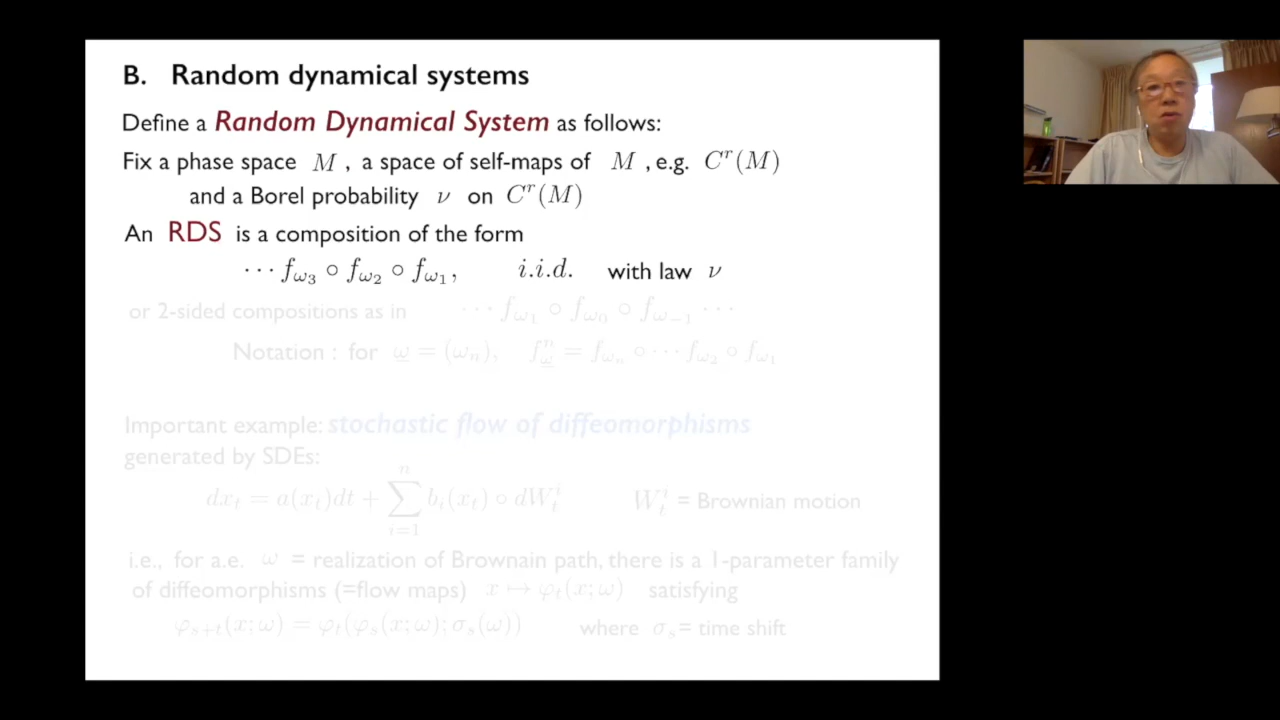 B. Random dynamical systems
Define a Random Dynamical System as follows:
Fix a phase space M , a space of self-maps of M , e.g. C^r(M)
and a Borel probability ν on C^r(M)
An RDS is a composition of the form
··· f_{ω_3} ∘ f_{ω_2} ∘ f_{ω_1}, i.i.d. with law ν
or 2-sided compositions as in ··· f_{ω_1} ∘ f_{ω_0} ∘ f_{ω_{-1}} ···
Notation : for ω = (ω_n), f^n_ω = f_{ω_n} ∘ ··· f_{ω_2} ∘ f_{ω_1}
Important example: stochastic flow of diffeomorphisms
generated by SDEs:
dx_t = a(x_t)dt + ∑_{i=1}^n b_i(x_t) ∘ dW^i_t W^i_t = Brownian motion
i.e., for a.e. ω = realization of Brownain path, there is a 1-parameter family
of diffeomorphisms (=flow maps) x ↦ φ_t(x; ω) satisfying
φ_{s+t}(x; ω) = φ_t(φ_s(x; ω); σ_s(ω)) where σ_s = time shift